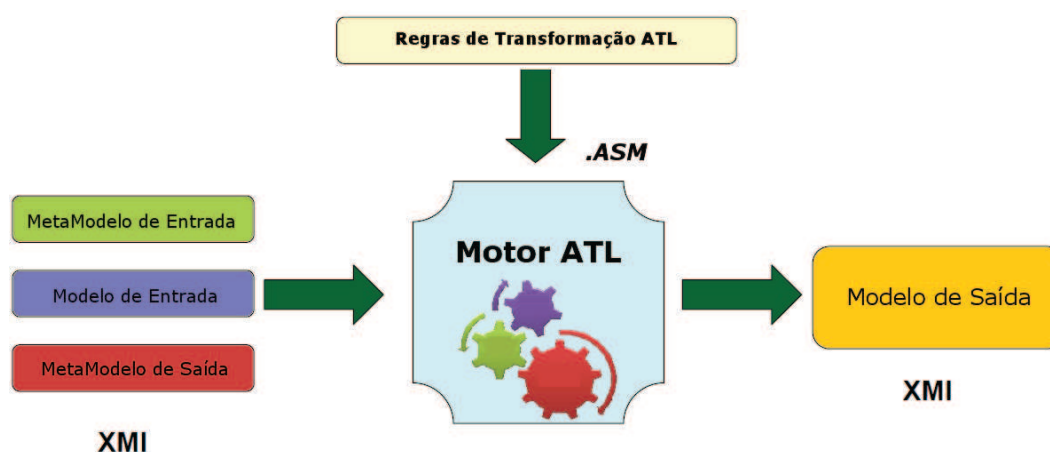 Regras de Transformação ATL
.ASM
MetaModelo de Entrada
Modelo de Entrada
MetaModelo de Saída
XMI
Motor ATL
Modelo de Saída
XMI